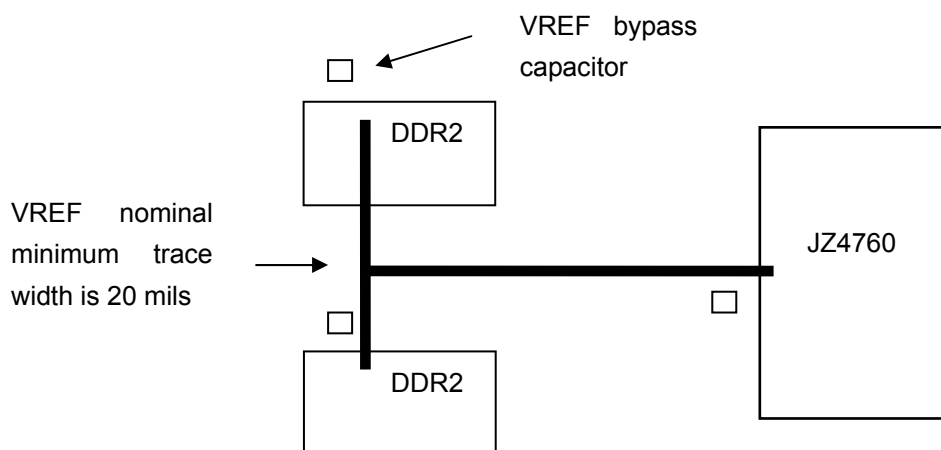 VREF bypass
capacitor
DDR2
VREF nominal
minimum trace
width is 20 mils
JZ4760
DDR2